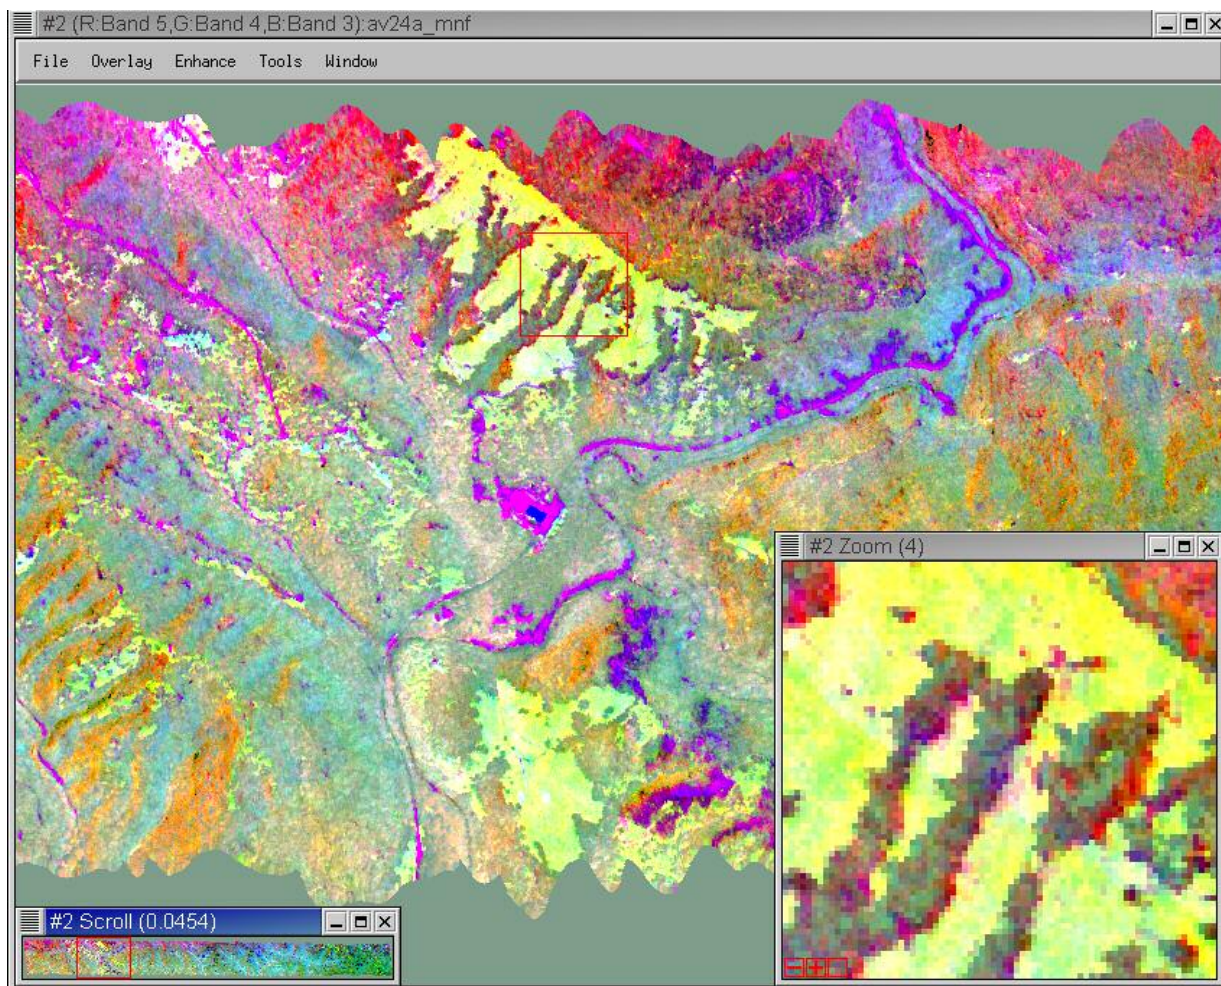 #2 (R:Band 5,G:Band 4,B:Band 3):av24a_mnf
File Overlay Enhance Tools Window
#2 Zoom (4)
#2 Scroll (0.0454)